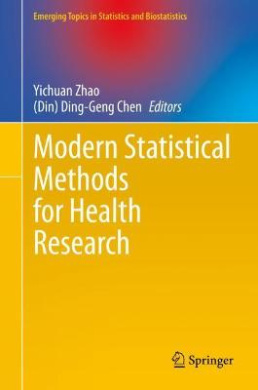 Emerging Topics in Statistics and Biostatistics
Yichuan Zhao
(Din) Ding-Geng Chen Editors
Modern Statistical
Methods
for Health
Research
Springer